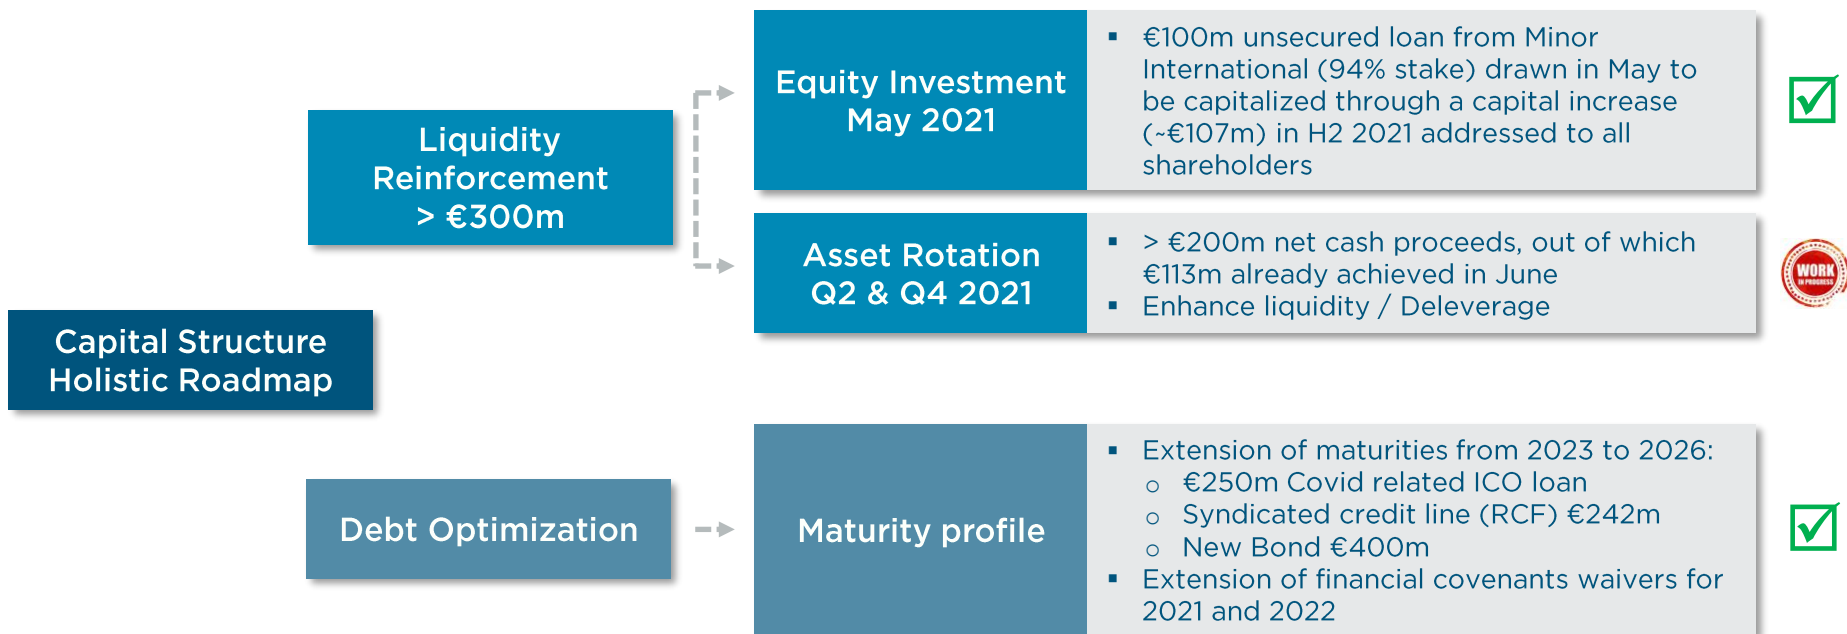 Capital Structure
Holistic Roadmap
Liquidity
Reinforcement
> €300m
Equity Investment
May 2021
▪ €100m unsecured loan from Minor
International (94% stake) drawn in May to
be capitalized through a capital increase
(~€107m) in H2 2021 addressed to all
shareholders
Asset Rotation
Q2 & Q4 2021
▪ > €200m net cash proceeds, out of which
€113m already achieved in June
▪ Enhance liquidity / Deleverage
WORK
IN PROGRESS
Debt Optimization
Maturity profile
▪ Extension of maturities from 2023 to 2026:
o €250m Covid related ICO loan
o Syndicated credit line (RCF) €242m
o New Bond €400m
▪ Extension of financial covenants waivers for
2021 and 2022